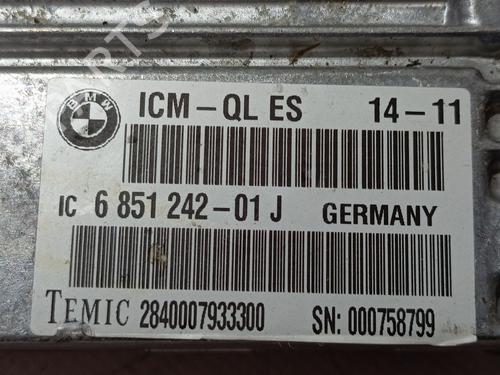 BMW
ICM-QL ES 14-11
IC 6 851 242-01 J GERMANY
TEMIC 2840007933300 SN: 000758799